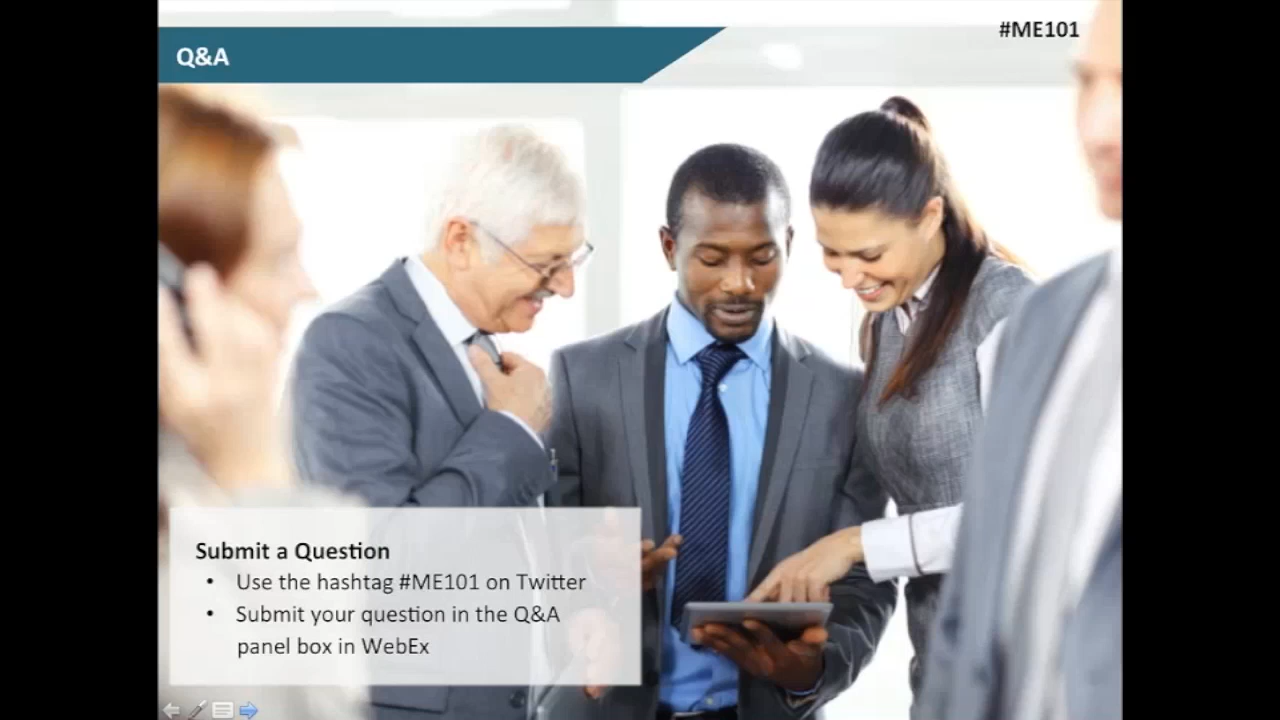 #ME101
Q&A
Submit a Question
• Use the hashtag #ME101 on Twitter
• Submit your question in the Q&A
panel box in WebEx